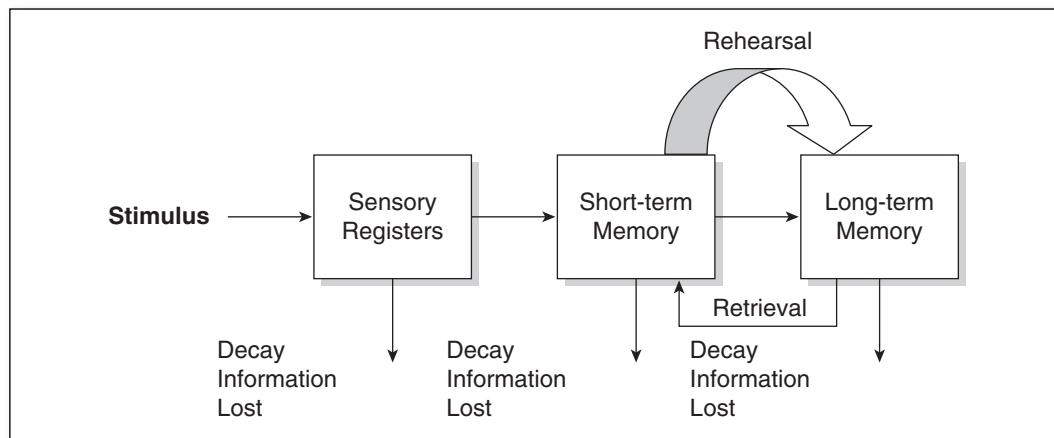 Rehearsal
Stimulus
Sensory
Registers
Short-term
Memory
Long-term
Memory
Retrieval
Decay
Information
Lost
Decay
Information
Lost
Decay
Information
Lost